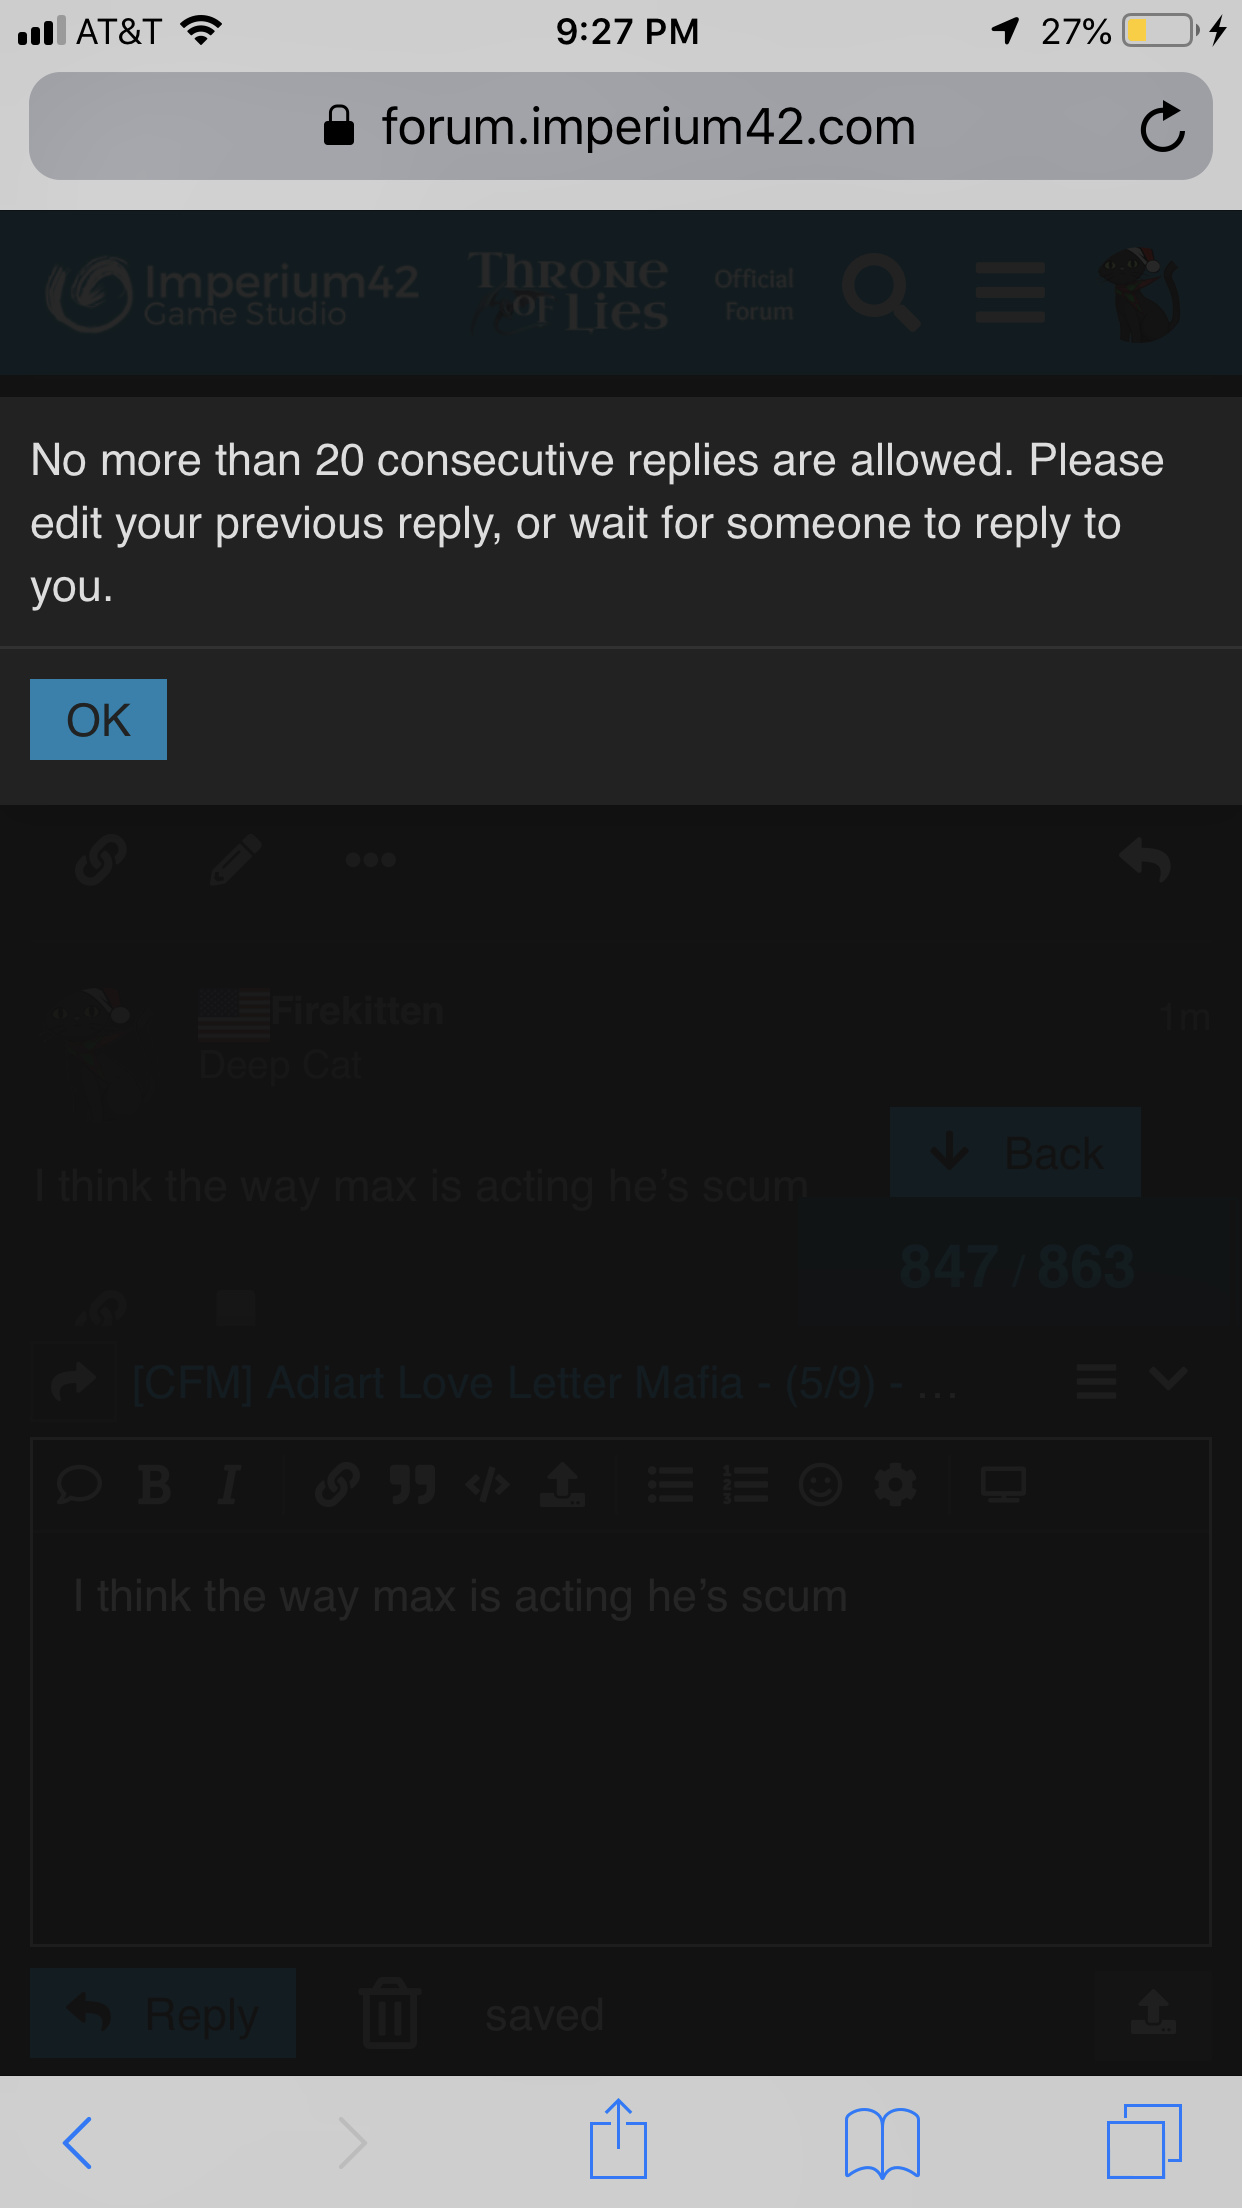 AT&T 9:27 PM 27%
forum.imperium42.com
Imperium42
Game Studio
Throne
of Lies
Official
Forum
No more than 20 consecutive replies are allowed. Please
edit your previous reply, or wait for someone to reply to
you.
OK
Firekitten 1m
Deep Cat
Back
I think the way max is acting he’s scum
847 / 863
[CFM] Adiart Love Letter Mafia - (5/9) - ...
B I
I think the way max is acting he’s scum
Reply saved